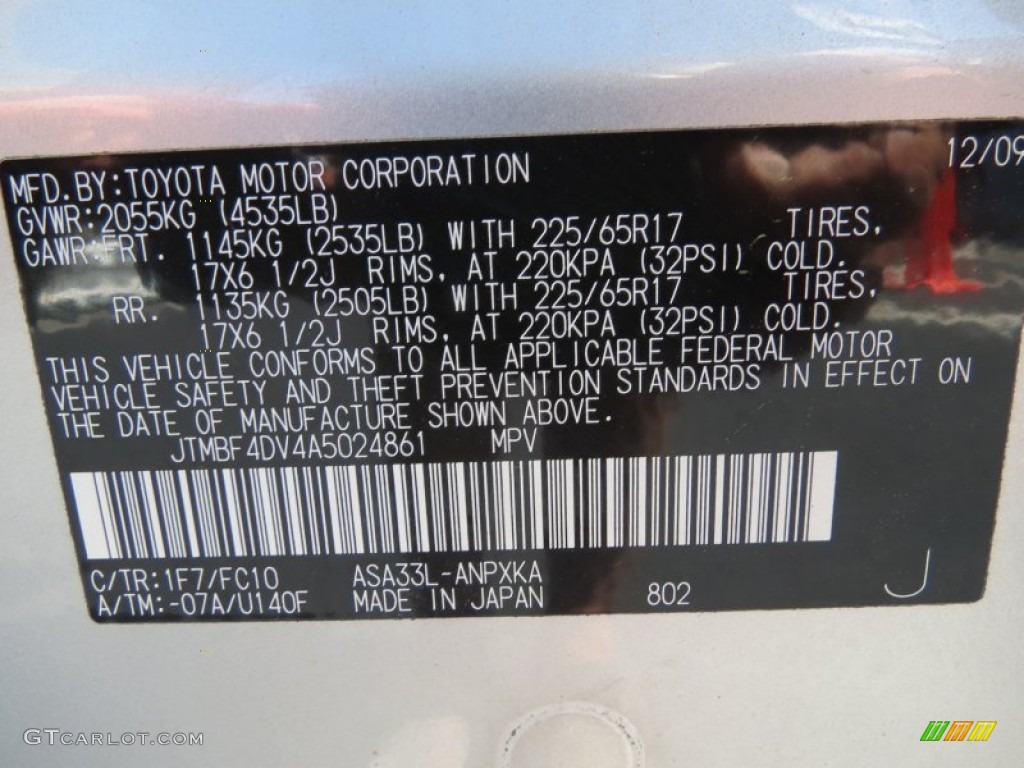 12/09
MFD.BY:TOYOTA MOTOR CORPORATION
GVWR:2055KG (4535LB)
GAWR:FRT. 1145KG (2535LB) WITH 225/65R17 TIRES,
17X6 1/2J RIMS, AT 220KPA (32PSI) COLD.
RR. 1135KG (2505LB) WITH 225/65R17 TIRES,
17X6 1/2J RIMS, AT 220KPA (32PSI) COLD.
THIS VEHICLE CONFORMS TO ALL APPLICABLE FEDERAL MOTOR
VEHICLE SAFETY AND THEFT PREVENTION STANDARDS IN EFFECT ON
THE DATE OF MANUFACTURE SHOWN ABOVE.
JTMBF4DV4A5024861 MPV
C/TR:1F7/FC10 ASA33L-ANPXKA
A/TM:-07A/U140F MADE IN JAPAN 802 J
GTCARLOT.COM